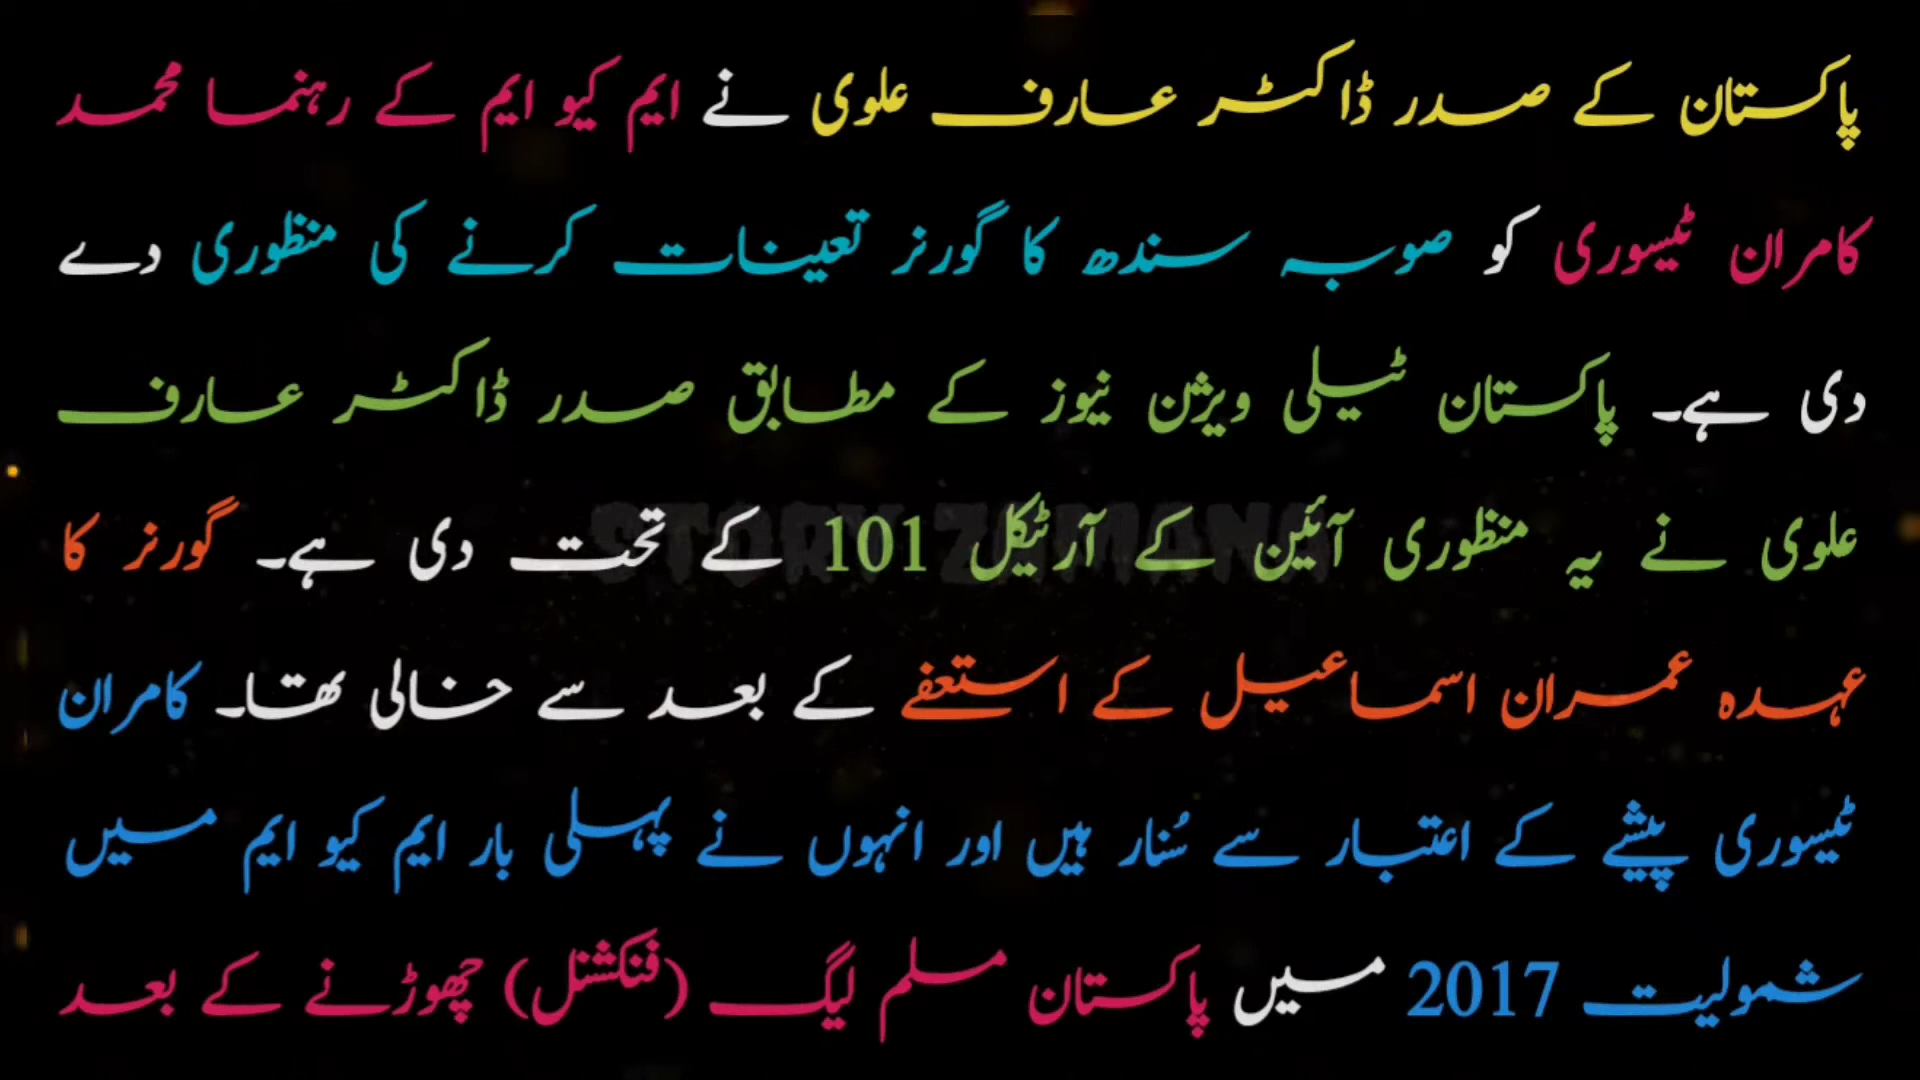 پاکستان کے صدر ڈاکٹر عارف علوی نے ایم کیو ایم کے رہنما محمد
کامران ٹیسوری کو صوبہ سندھ کا گورنر تعینات کرنے کی منظوری دے
دی ہے۔ پاکستان ٹیلی ویژن نیوز کے مطابق صدر ڈاکٹر عارف
علوی نے یہ منظوری آئین کے آرٹیکل 101 کے تحت دی ہے۔ گورنر کا
عہدہ عمران اسماعیل کے استعفے کے بعد سے خالی تھا۔ کامران
ٹیسوری پیشے کے اعتبار سے سُنار ہیں اور انہوں نے پہلی بار ایم کیو ایم میں
شمولیت 2017 میں پاکستان مسلم لیگ (فنکشنل) چھوڑنے کے بعد
STORY ZAMANA